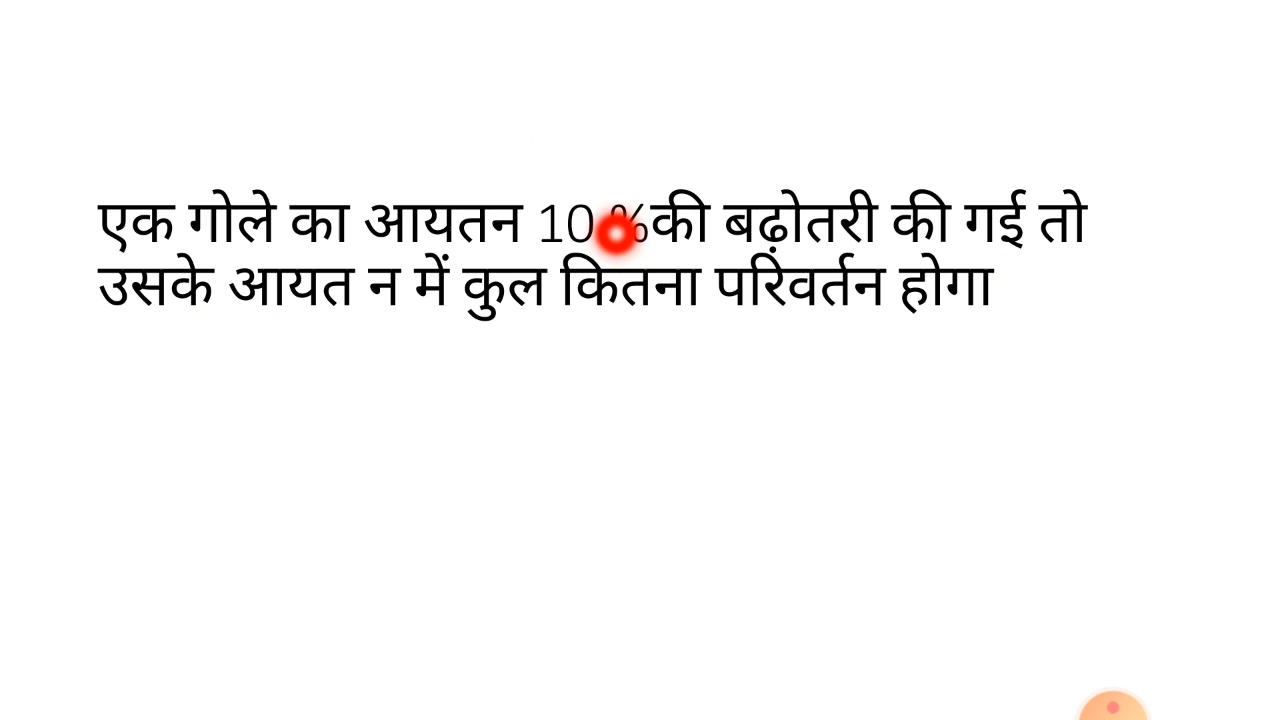 एक गोले का आयतन 10 %की बढ़ोतरी की गई तो
उसके आयत न में कुल कितना परिवर्तन होगा